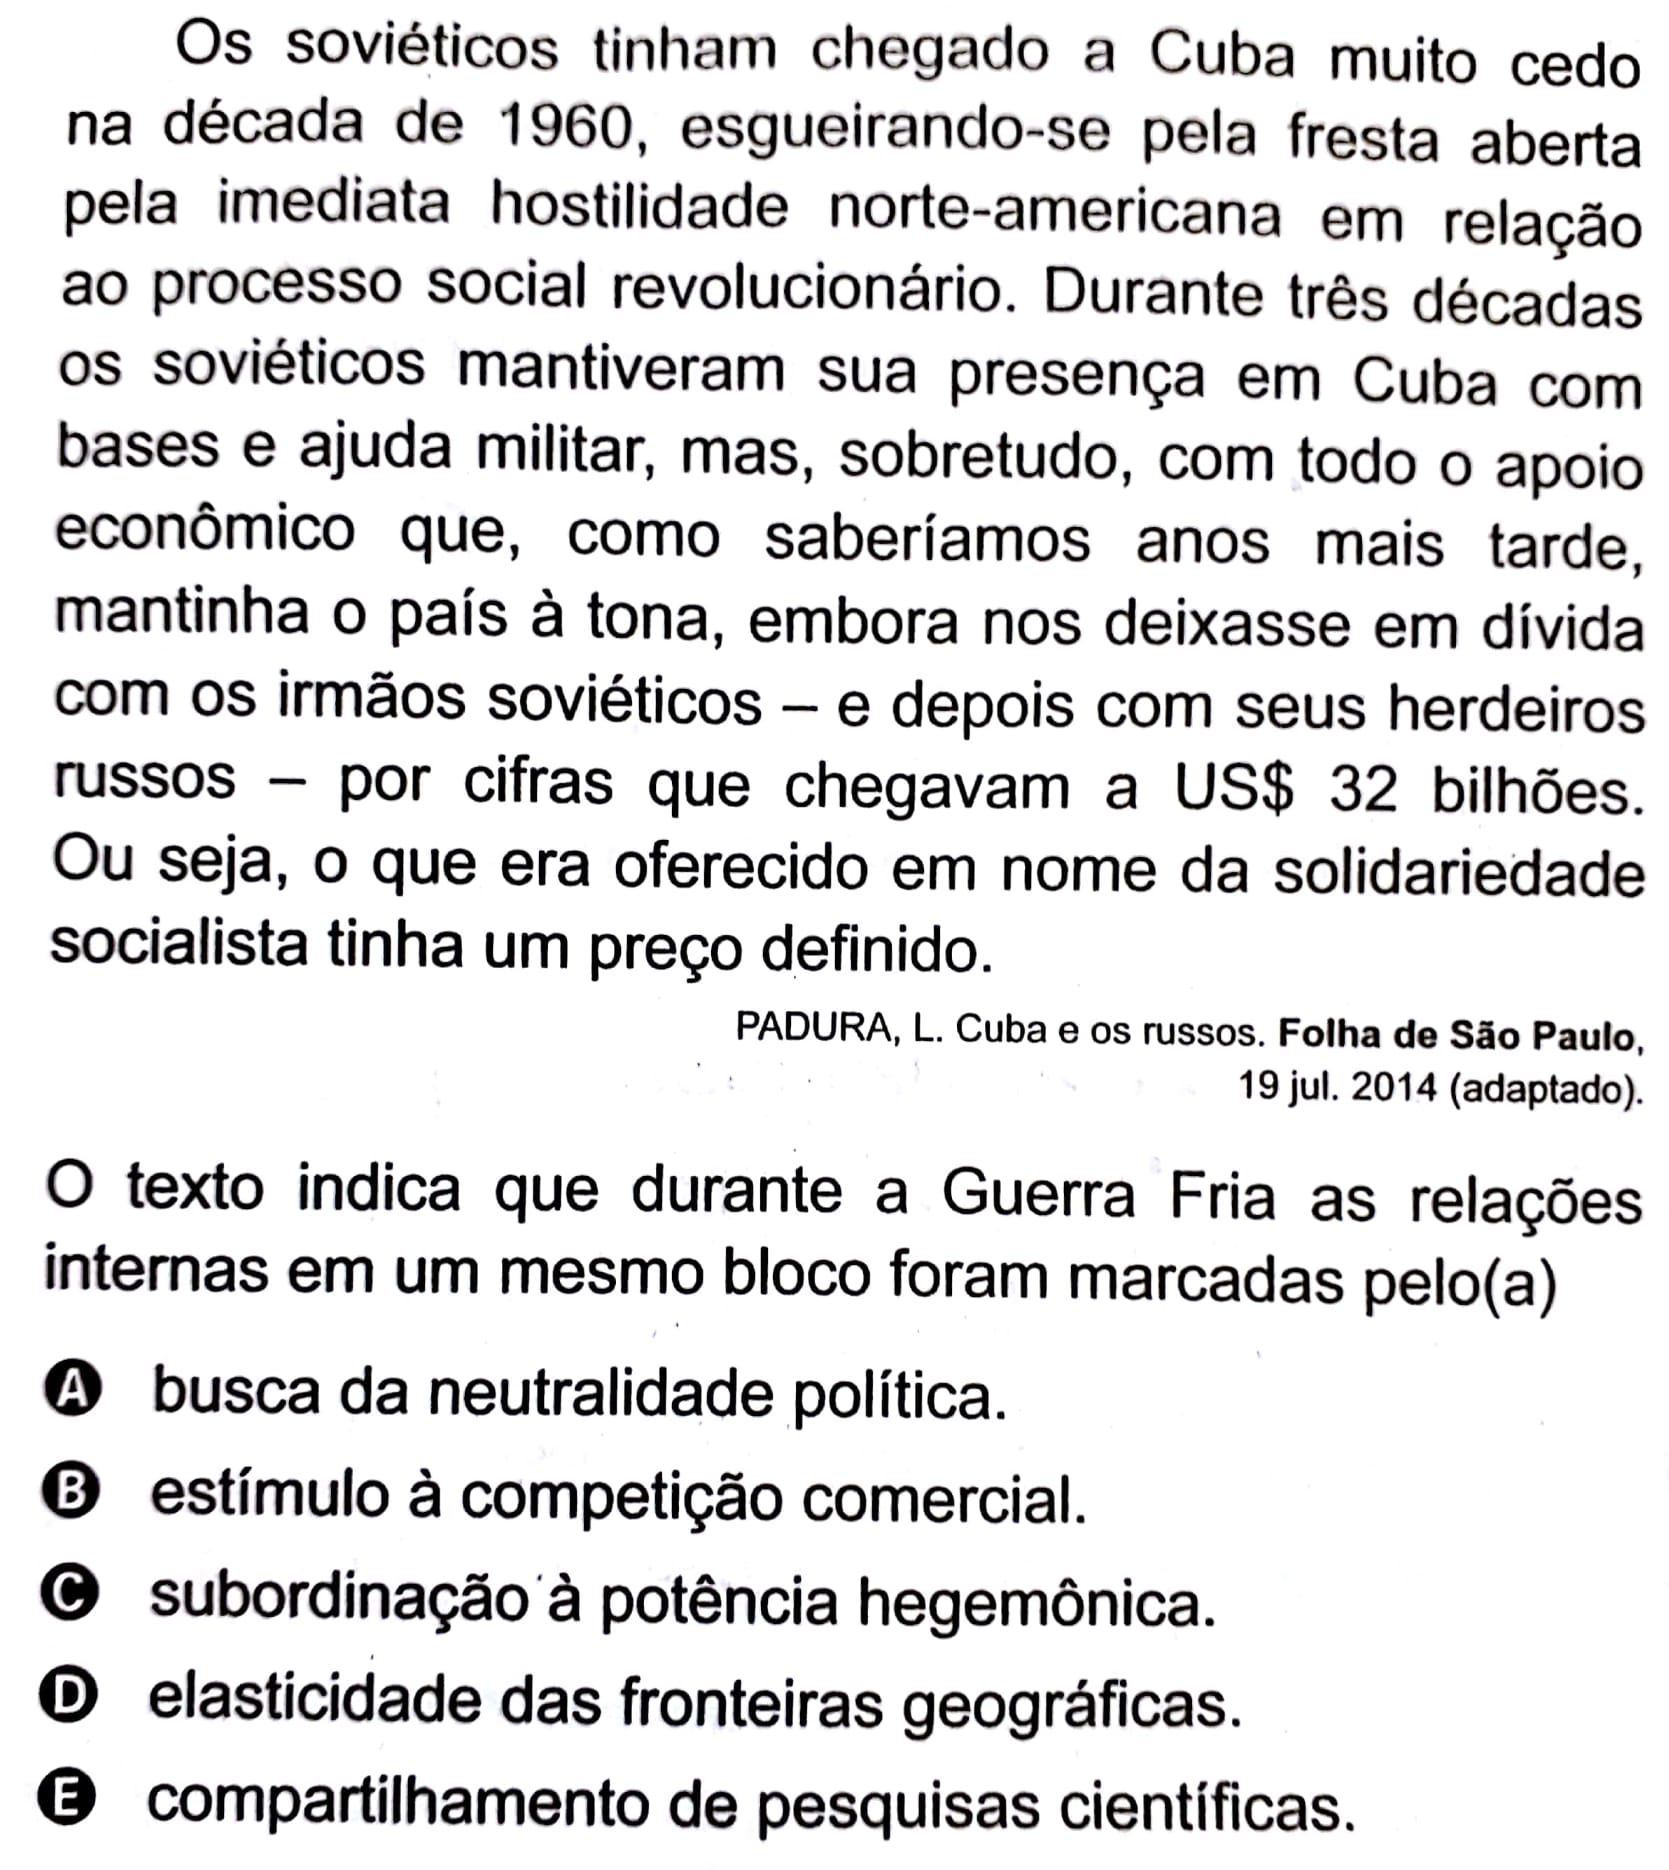 Os soviéticos tinham chegado a Cuba muito cedo
na década de 1960, esgueirando-se pela fresta aberta
pela imediata hostilidade norte-americana em relação
ao processo social revolucionário. Durante três décadas
os soviéticos mantiveram sua presença em Cuba com
bases e ajuda militar, mas, sobretudo, com todo o apoio
econômico que, como saberíamos anos mais tarde,
mantinha o país à tona, embora nos deixasse em dívida
com os irmãos soviéticos – e depois com seus herdeiros
russos – por cifras que chegavam a US$ 32 bilhões.
Ou seja, o que era oferecido em nome da solidariedade
socialista tinha um preço definido.
PADURA, L. Cuba e os russos. Folha de São Paulo,
19 jul. 2014 (adaptado).
O texto indica que durante a Guerra Fria as relações
internas em um mesmo bloco foram marcadas pelo(a)
A busca da neutralidade política.
B estímulo à competição comercial.
C subordinação à potência hegemônica.
D elasticidade das fronteiras geográficas.
E compartilhamento de pesquisas científicas.